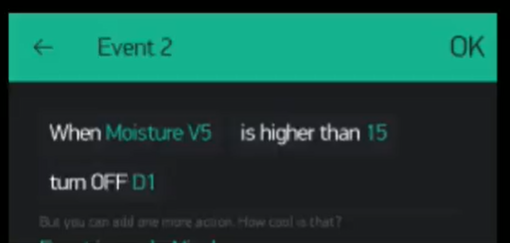 Event 2 OK
When Moisture V5 is higher than 15
turn OFF D1
But you can add one more action. How cool is that?